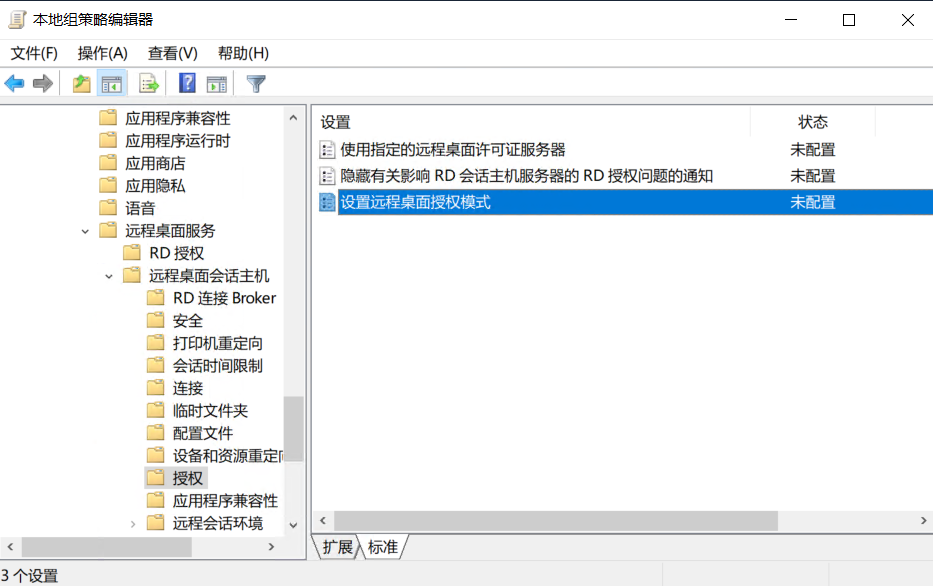 本地组策略编辑器
文件(F) 操作(A) 查看(V) 帮助(H)
应用程序兼容性
应用程序运行时
应用商店
应用隐私
语音
远程桌面服务
RD 授权
远程桌面会话主机
RD 连接 Broker
安全
打印机重定向
会话时间限制
连接
临时文件夹
配置文件
设备和资源重定向
授权
应用程序兼容性
远程会话环境
设置 状态
使用指定的远程桌面许可证服务器 未配置
隐藏有关影响 RD 会话主机服务器的 RD 授权问题的通知 未配置
设置远程桌面授权模式 未配置
扩展 标准
3 个设置